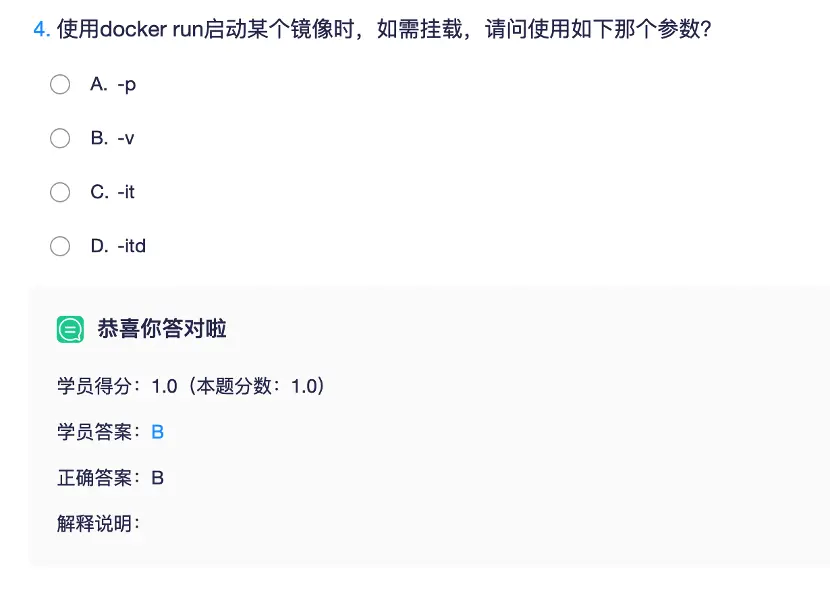 4. 使用docker run启动某个镜像时，如需挂载，请问使用如下那个参数?
A. -p
B. -v
C. -it
D. -itd
恭喜你答对啦
学员得分：1.0（本题分数：1.0）
学员答案：B
正确答案：B
解释说明：